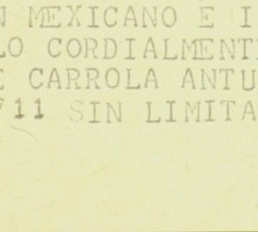 N MEXICANO E I
LO CORDIALMENT
E CARROLA ANTU
711 SIN LIMITA